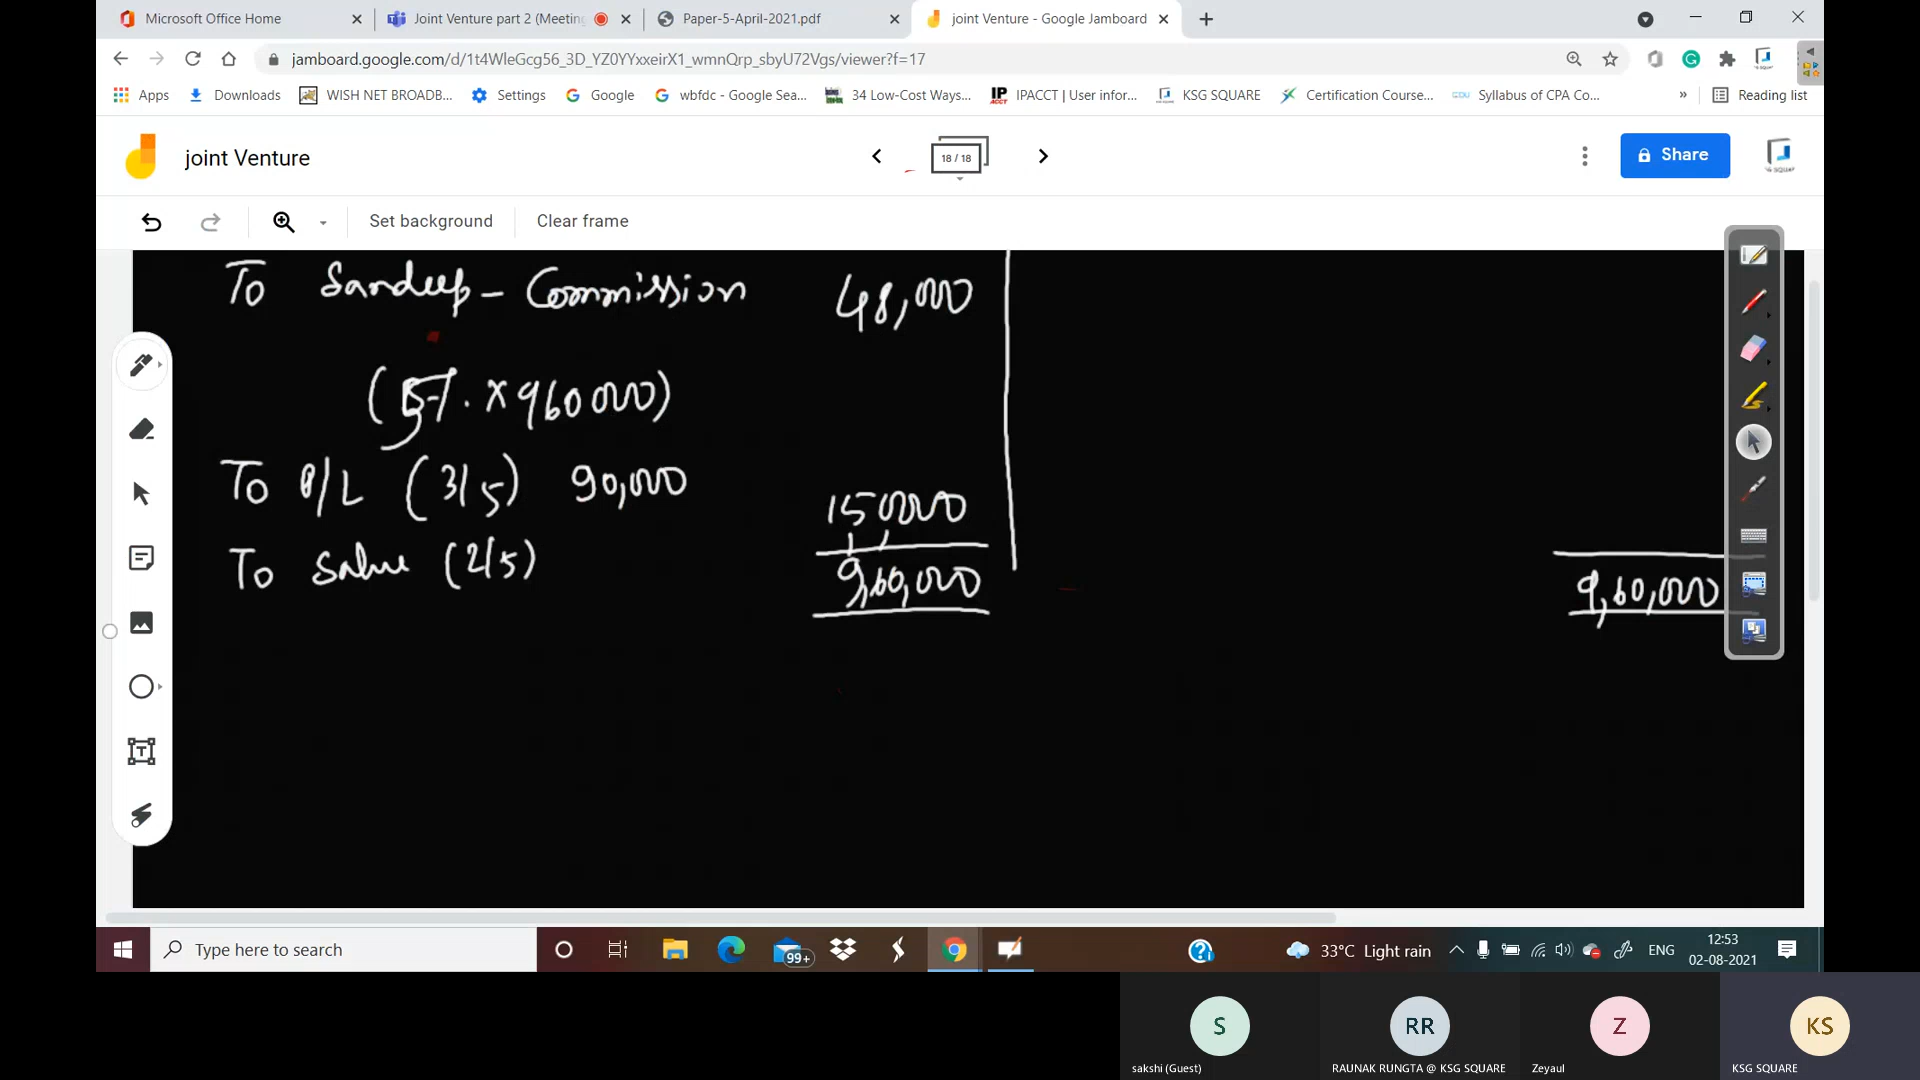 Microsoft Office Home
Joint Venture part 2 (Meetin
Paper-5-April-2021.pdf
joint Venture - Google Jamboard
jamboard.google.com/d/1t4WleGcg56_3D_YZ0YYxxeirX1_wmnQrp_sbyU72Vgs/viewer?f=17
Apps
Downloads
WISH NET BROADB...
Settings
Google
wbfdc - Google Sea...
34 Low-Cost Ways...
IPACCT | User infor...
KSG SQUARE
Certification Course...
Syllabus of CPA Co...
»
Reading list
joint Venture
18 / 18
Share
Set background
Clear frame
To Sandeep - Commission 48,000
(5% × 960000)
To P/L (3/5) 90,000
150000
To Salve (2/5)
9,60,000
9,60,000
Type here to search
99+
33°C Light rain
ENG
12:53
02-08-2021
S
RR
Z
KS
sakshi (Guest)
RAUNAK RUNGTA @ KSG SQUARE
Zeyaul
KSG SQUARE